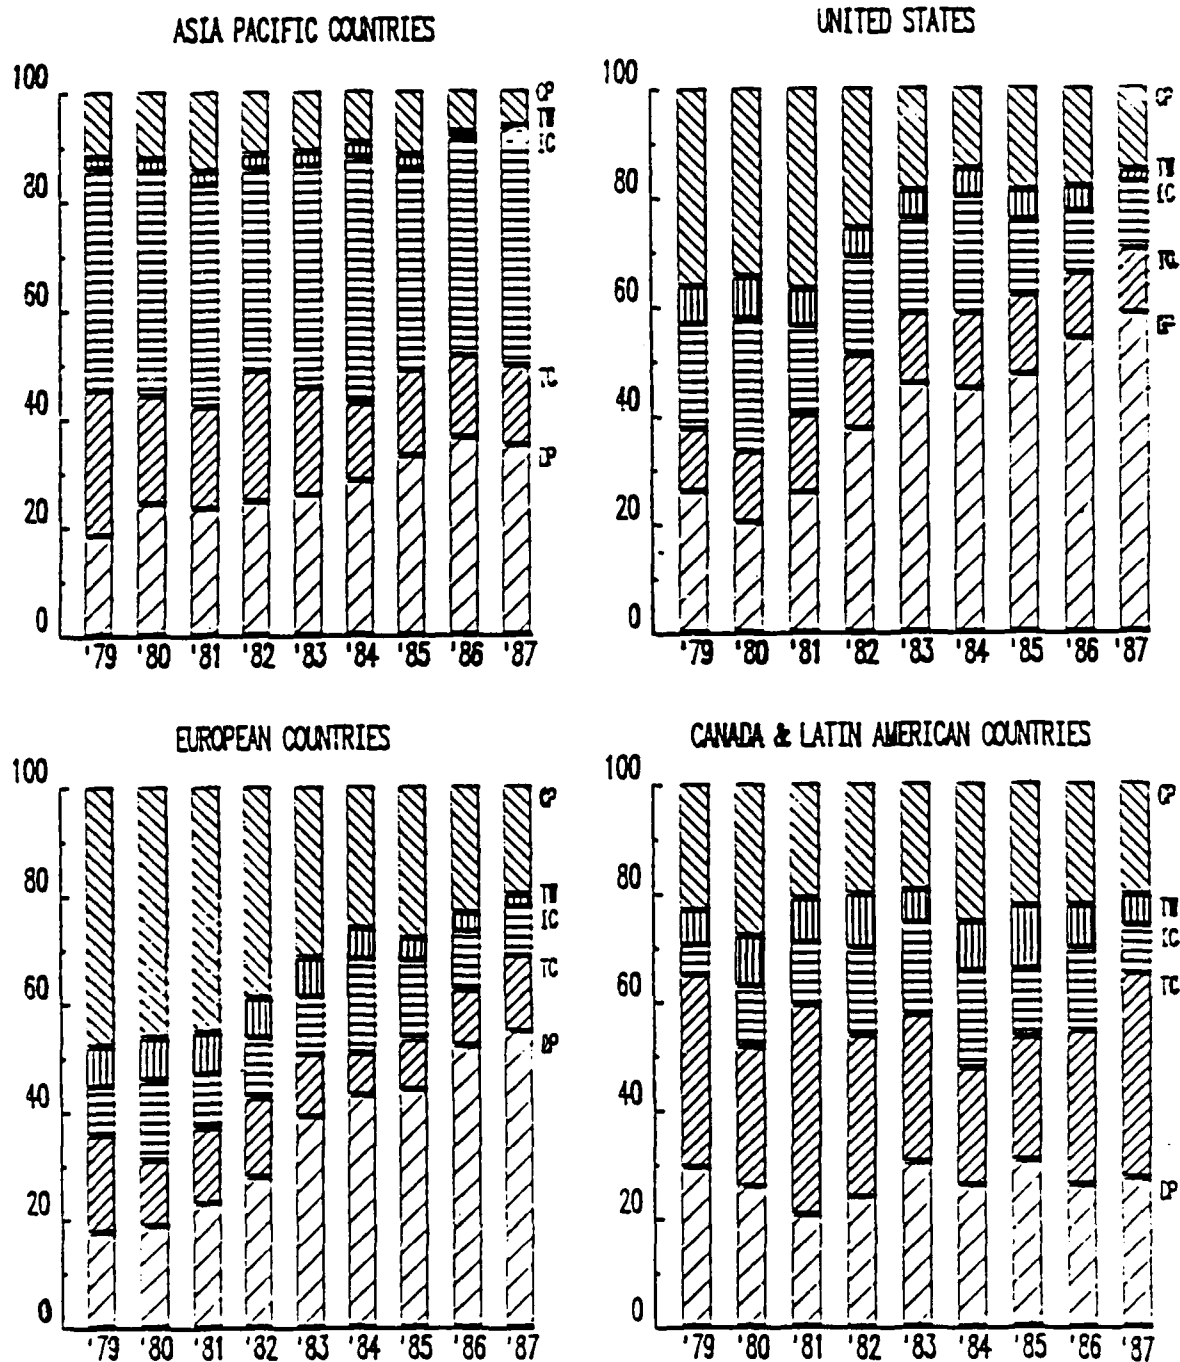 ASIA PACIFIC COUNTRIES
100
80
60
40
20
0
CP
TW
IC
TC
DP
'79 '80 '81 '82 '83 '84 '85 '86 '87
UNITED STATES
100
80
60
40
20
0
CP
TW
IC
'79 '80 '81 '82 '83 '84 '85 '86 '87
EUROPEAN COUNTRIES
100
80
60
40
20
0
CP
TW
IC
TC
DP
'79 '80 '81 '82 '83 '84 '85 '86 '87
CANADA & LATIN AMERICAN COUNTRIES
100
80
60
40
20
0
CP
TW
IC
TC
DP
'79 '80 '81 '82 '83 '84 '85 '86 '87